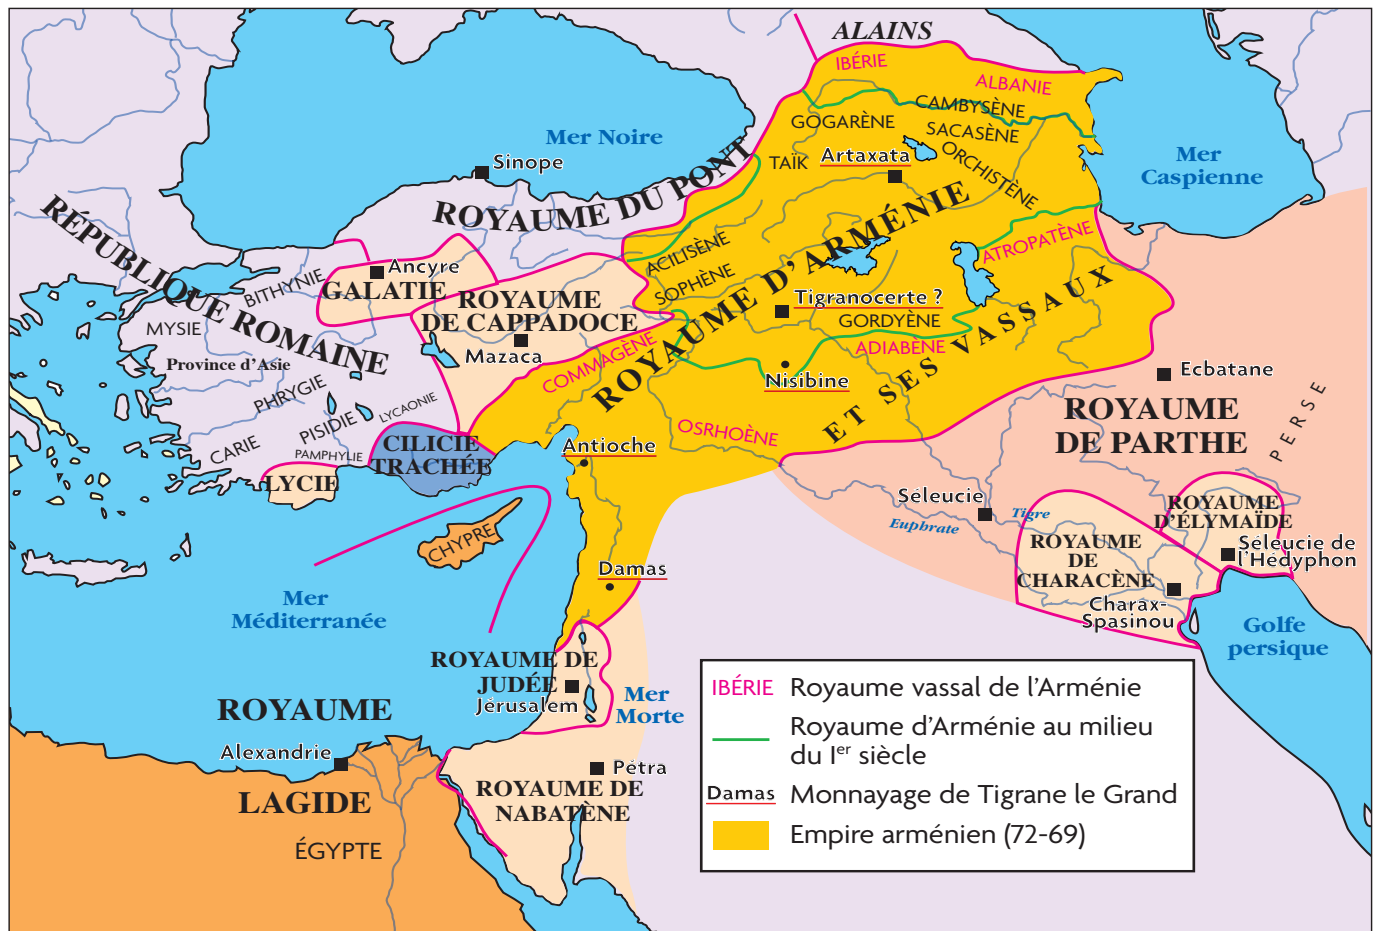 ALAINS
IBÉRIE
ALBANIE
CAMBYSÈNE
GOGARÈNE
SACASÈNE
Mer Noire
Sinope
TAÏK
Artaxata
ORCHISTÈNE
Mer
Caspienne
ROYAUME DU PONT
RÉPUBLIQUE ROMAINE
ROYAUME D'ARMÉNIE
ET SES VASSAUX
ACILISÈNE
ATROPATÈNE
SOPHÈNE
Ancyre
GALATIE
BITHYNIE
ROYAUME
DE CAPPADOCE
Mazaca
Tigranocerte ?
GORDYÈNE
MYSIE
Province d'Asie
COMMAGÈNE
ADIABÈNE
Nisibine
Ecbatane
PHRYGIE
LYCAONIE
PISIDIE
ROYAUME
DE PARTHE
PERSE
CARIE
PAMPHYLIE
CILICIE
TRACHÉE
OSRHOÈNE
Antioche
LYCIE
Séleucie
Euphrate
Tigre
ROYAUME
D'ÉLYMAÏDE
CHYPRE
ROYAUME
DE
CHARACÈNE
Séleucie de
l'Hédyphon
Damas
Charax-
Spasinou
Mer
Méditerranée
Golfe
persique
ROYAUME DE
JUDÉE
Jérusalem
Mer
Morte
ROYAUME
Alexandrie
LAGIDE
ÉGYPTE
Pétra
ROYAUME DE
NABATÈNE
IBÉRIE Royaume vassal de l'Arménie
Royaume d'Arménie au milieu
du Ier siècle
Damas Monnayage de Tigrane le Grand
Empire arménien (72-69)